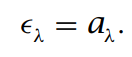 ϵ_λ = a_λ.